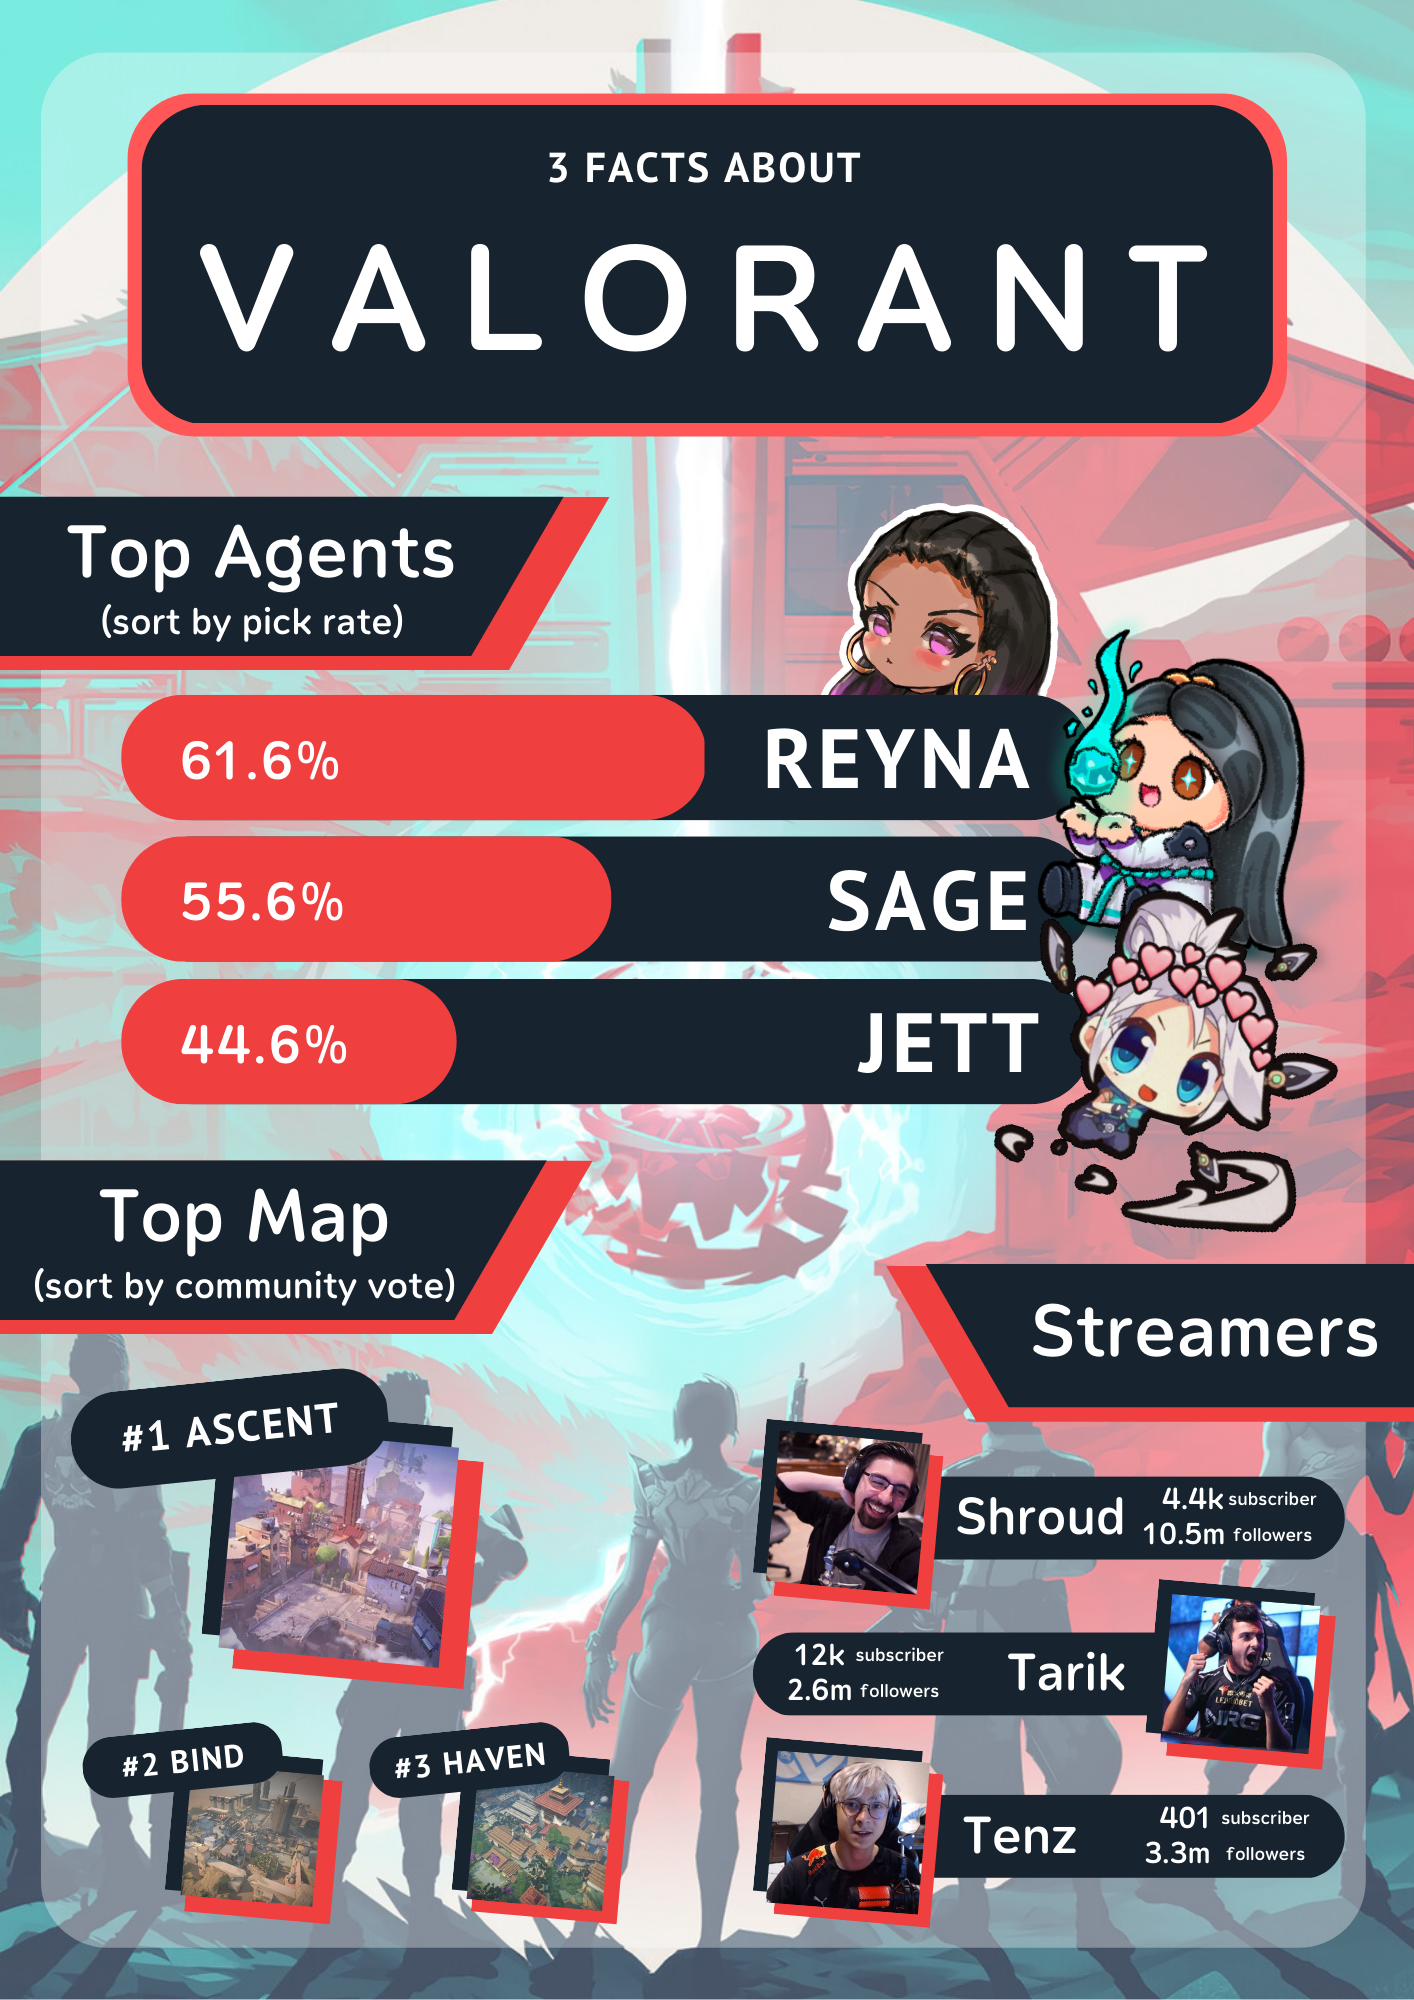 3 FACTS ABOUT
VALORANT
Top Agents
(sort by pick rate)
61.6% REYNA
55.6% SAGE
44.6% JETT
Top Map
(sort by community vote)
#1 ASCENT
#2 BIND
#3 HAVEN
Streamers
Shroud
4.4k subscriber
10.5m followers
12k subscriber
2.6m followers
Tarik
NRG
Tenz
401 subscriber
3.3m followers